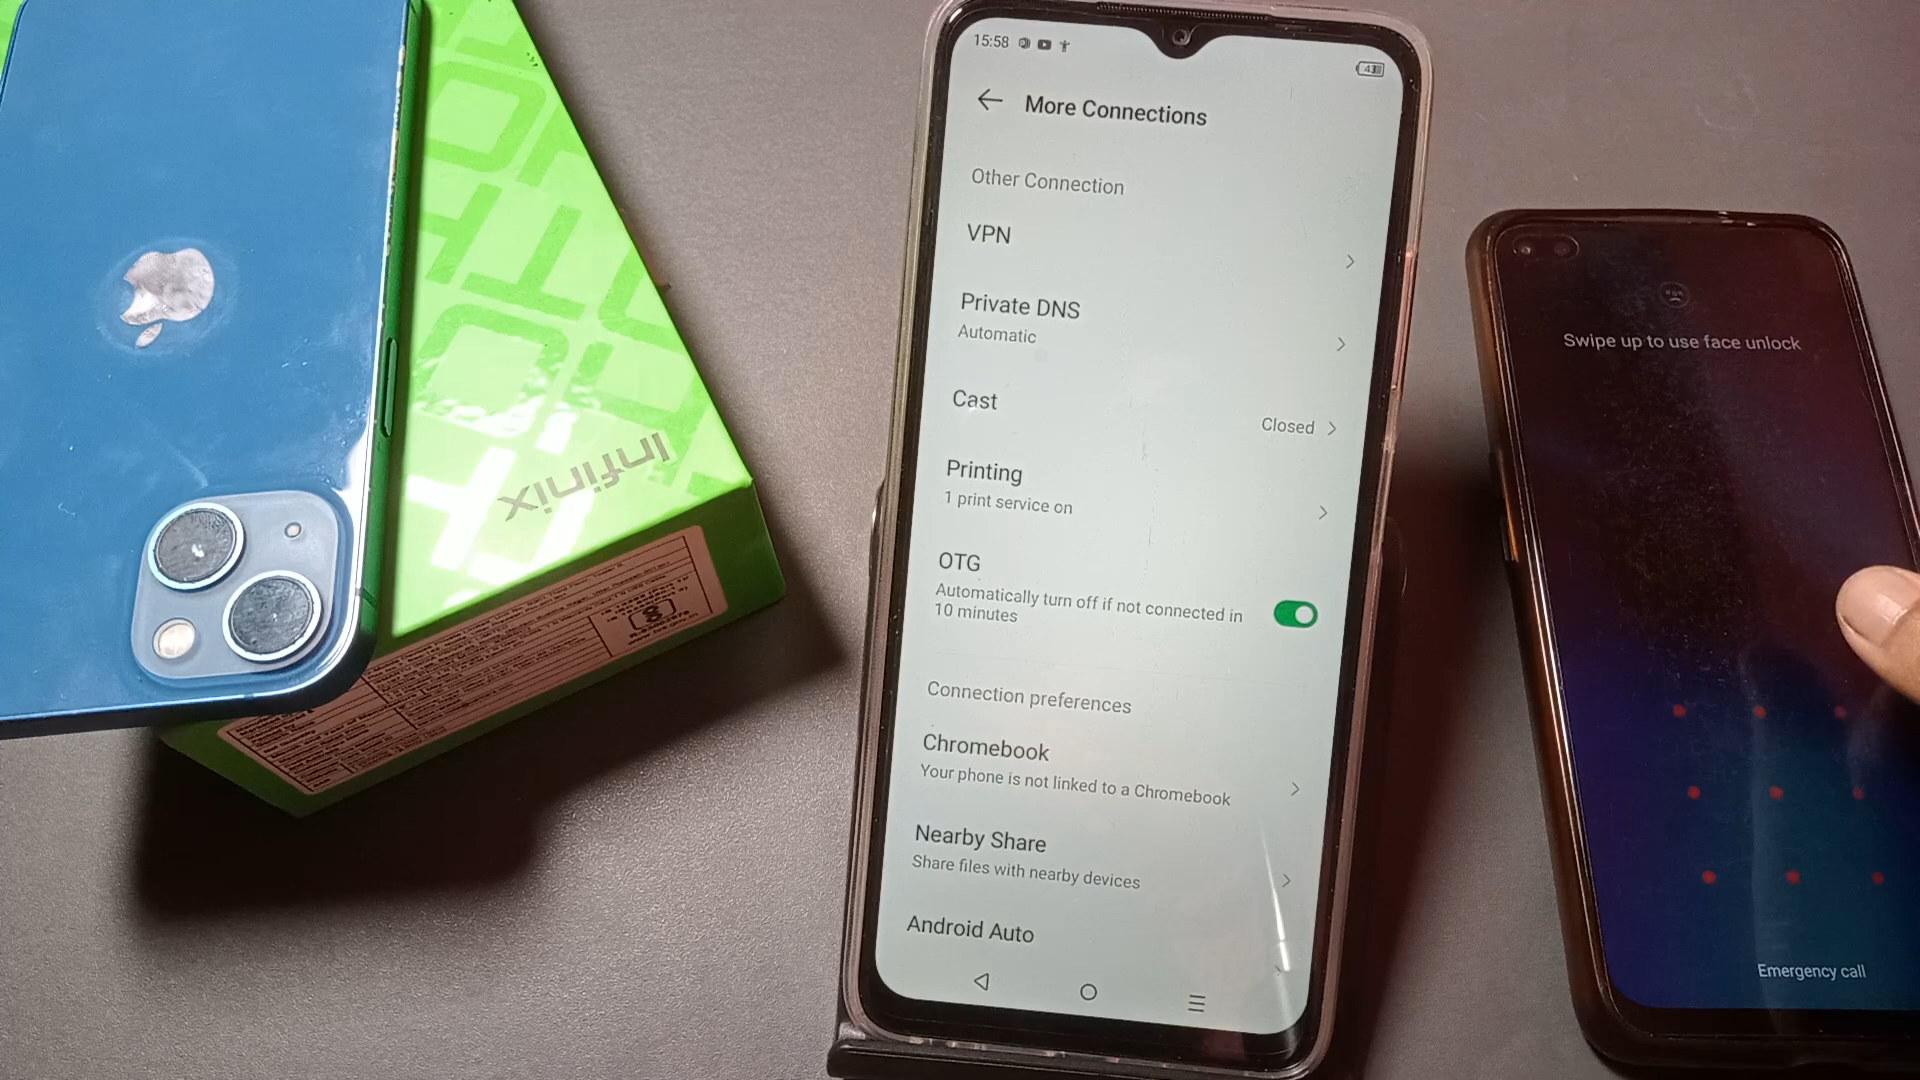 15:58
43
More Connections
Other Connection
VPN
Private DNS
Automatic
Cast
Closed
Printing
1 print service on
OTG
Automatically turn off if not connected in
10 minutes
Connection preferences
Chromebook
Your phone is not linked to a Chromebook
Nearby Share
Share files with nearby devices
Android Auto
Infinix
Swipe up to use face unlock
Emergency call